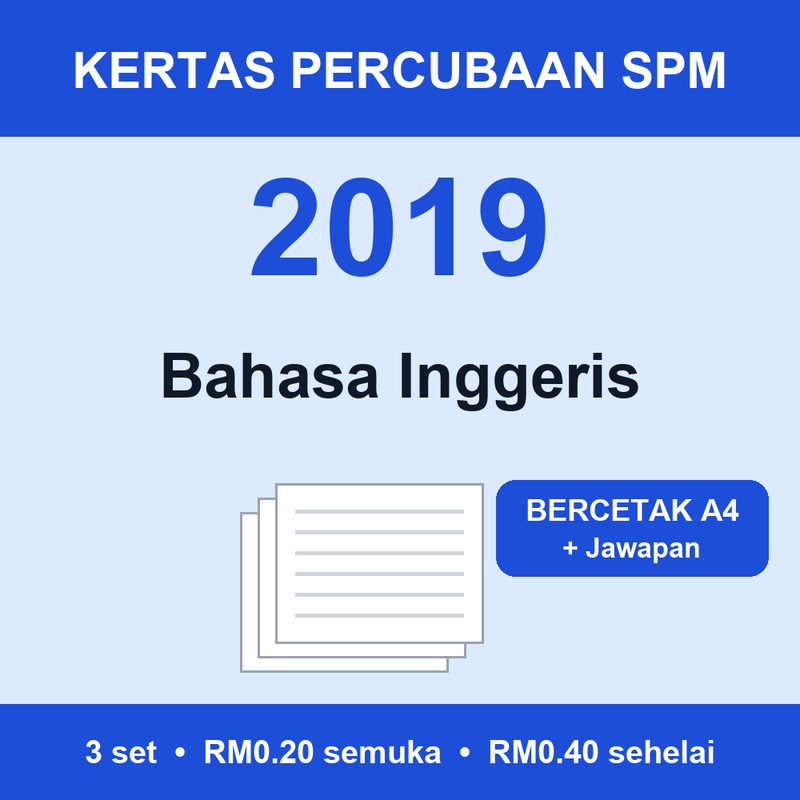 KERTAS PERCUBAAN SPM
2019
Bahasa Inggeris
BERCETAK A4
+ Jawapan
3 set • RM0.20 semuka • RM0.40 sehelai